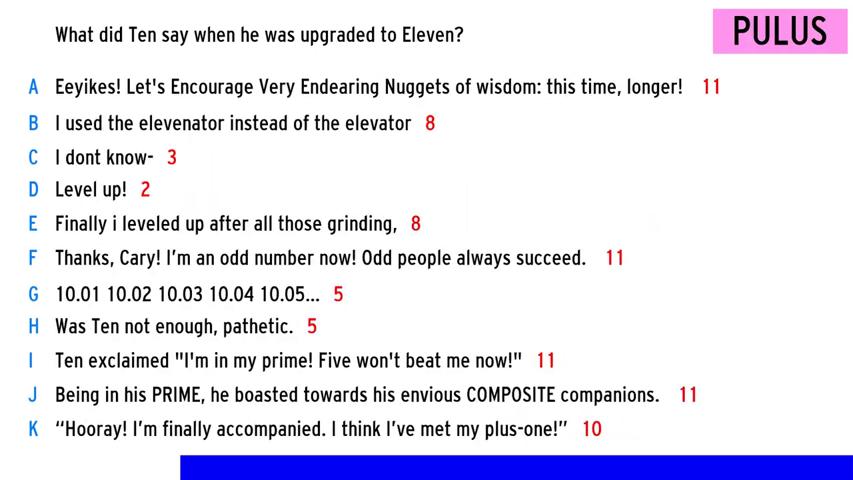 What did Ten say when he was upgraded to Eleven?
PULUS
A Eeyikes! Let's Encourage Very Endearing Nuggets of wisdom: this time, longer! 11
B I used the elevenator instead of the elevator 8
C I dont know- 3
D Level up! 2
E Finally i leveled up after all those grinding, 8
F Thanks, Cary! I’m an odd number now! Odd people always succeed. 11
G 10.01 10.02 10.03 10.04 10.05... 5
H Was Ten not enough, pathetic. 5
I Ten exclaimed "I'm in my prime! Five won't beat me now!" 11
J Being in his PRIME, he boasted towards his envious COMPOSITE companions. 11
K “Hooray! I’m finally accompanied. I think I’ve met my plus-one!” 10